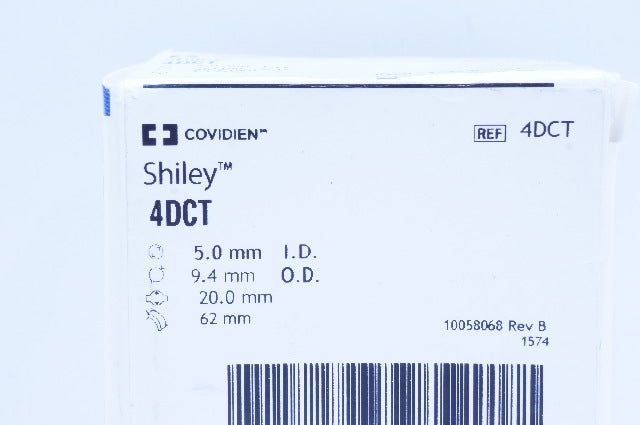 COVIDIEN™
REF 4DCT
Shiley™
4DCT
5.0 mm I.D.
9.4 mm O.D.
20.0 mm
62 mm
10058068 Rev B
1574